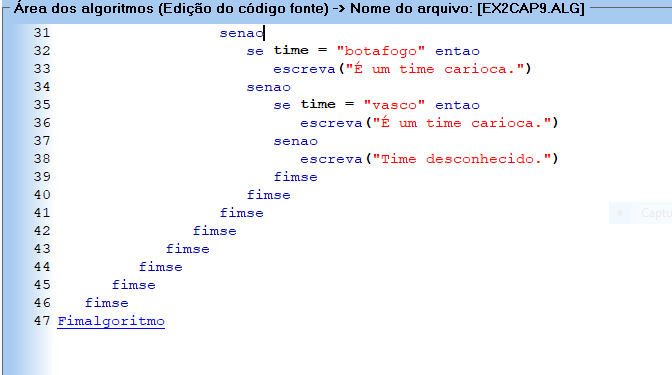 Área dos algoritmos (Edição do código fonte) -> Nome do arquivo: [EX2CAP9.ALG]
31 senao
32 se time = "botafogo" entao
33 escreva("É um time carioca.")
34 senao
35 se time = "vasco" entao
36 escreva("É um time carioca.")
37 senao
38 escreva("Time desconhecido.")
39 fimse
40 fimse
41 fimse
42 fimse
43 fimse
44 fimse
45 fimse
46 fimse
47 Fimalgoritmo